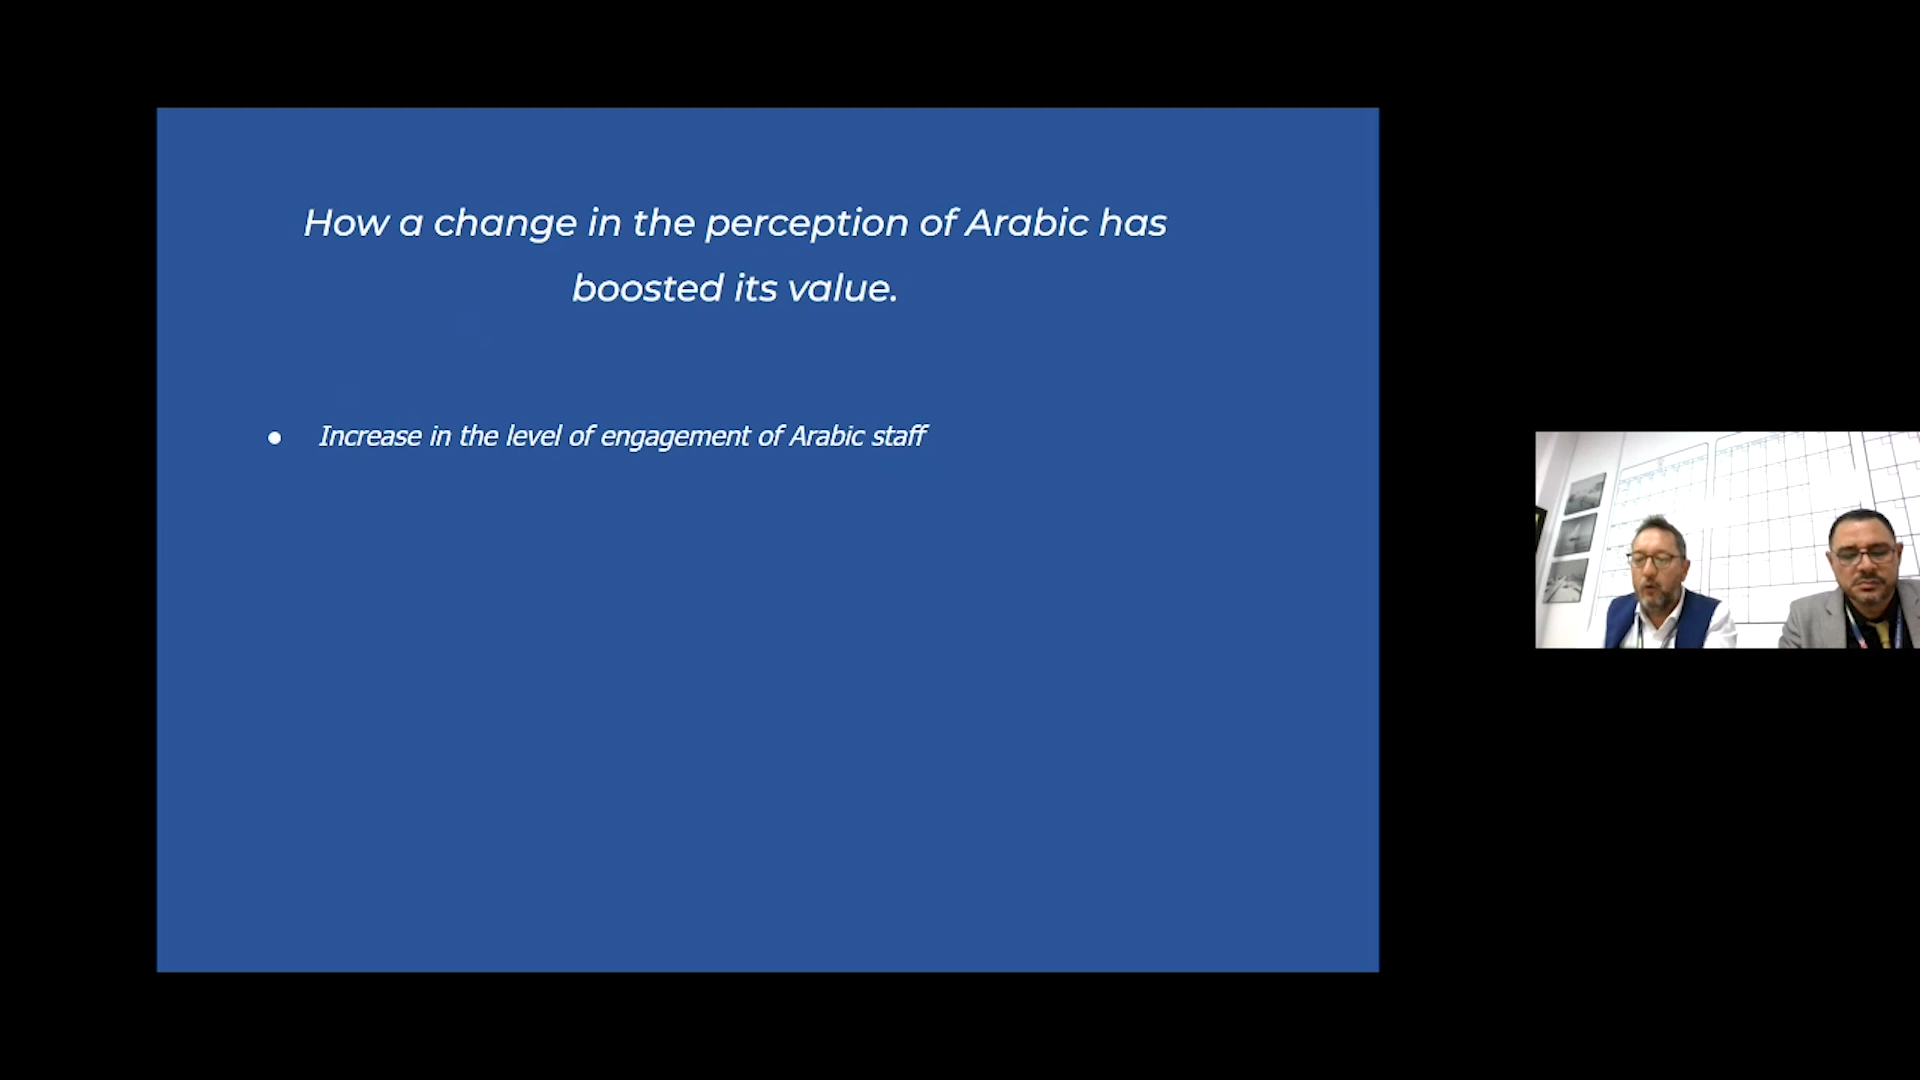 How a change in the perception of Arabic has
boosted its value.
● Increase in the level of engagement of Arabic staff